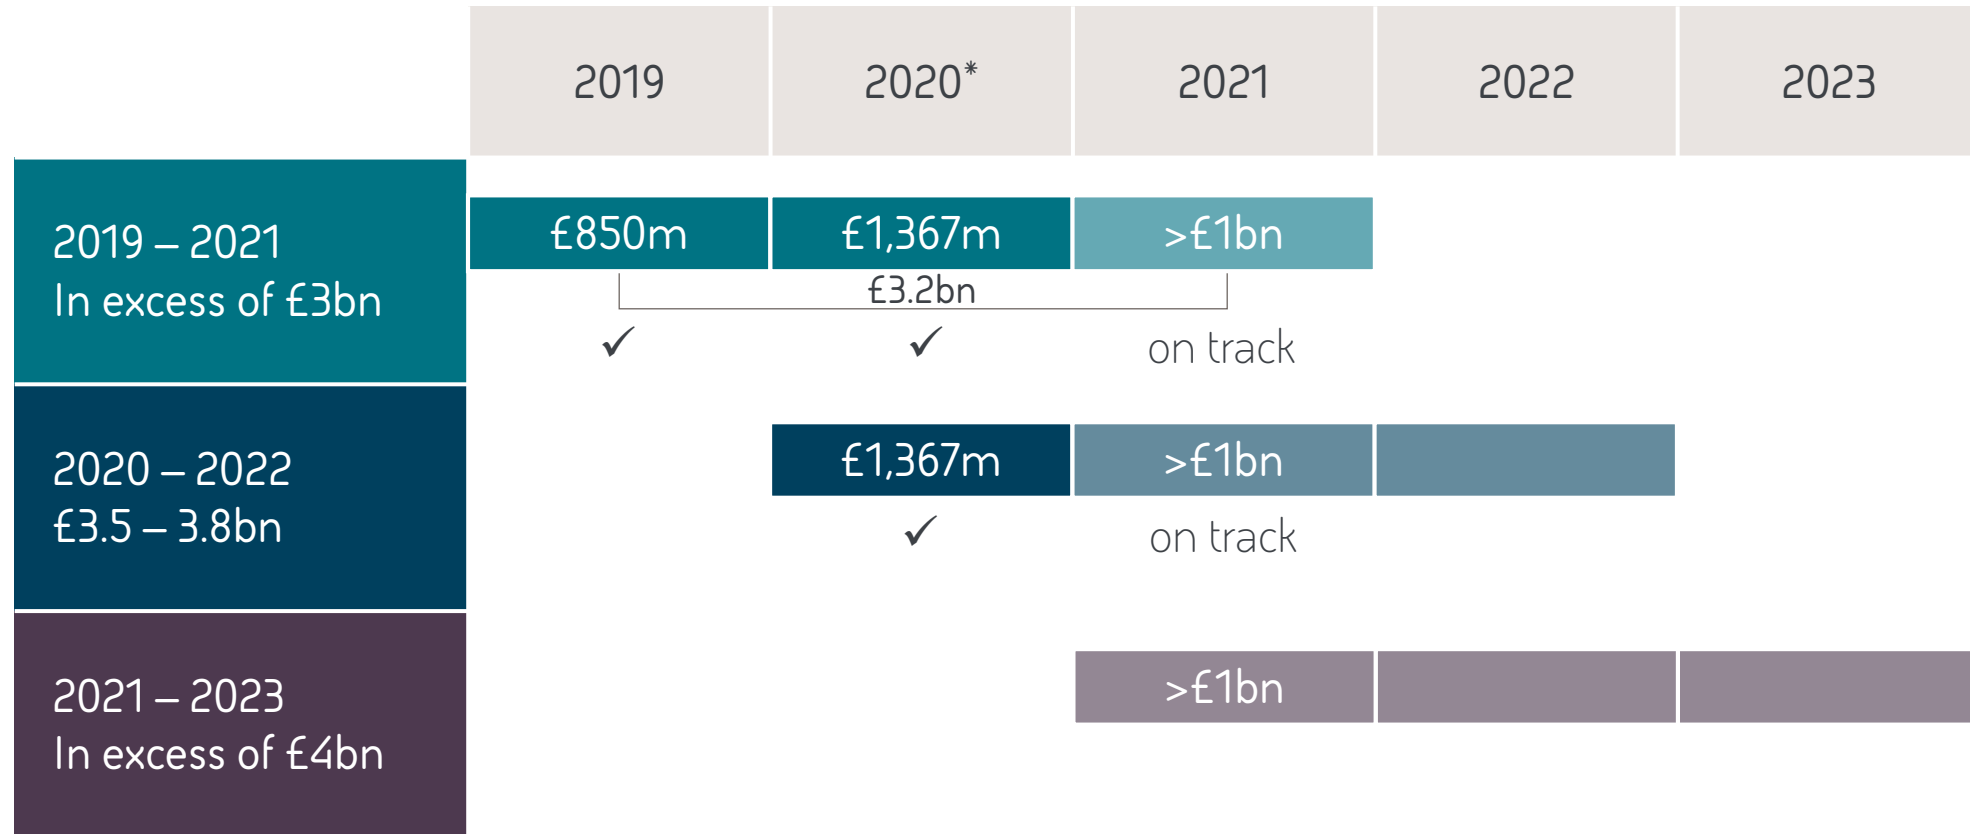 2019
2020*
2021
2022
2023
2019 – 2021
In excess of £3bn
£850m
£1,367m
>£1bn
£3.2bn
✓
✓
on track
2020 – 2022
£3.5 – 3.8bn
£1,367m
>£1bn
✓
on track
2021 – 2023
In excess of £4bn
>£1bn